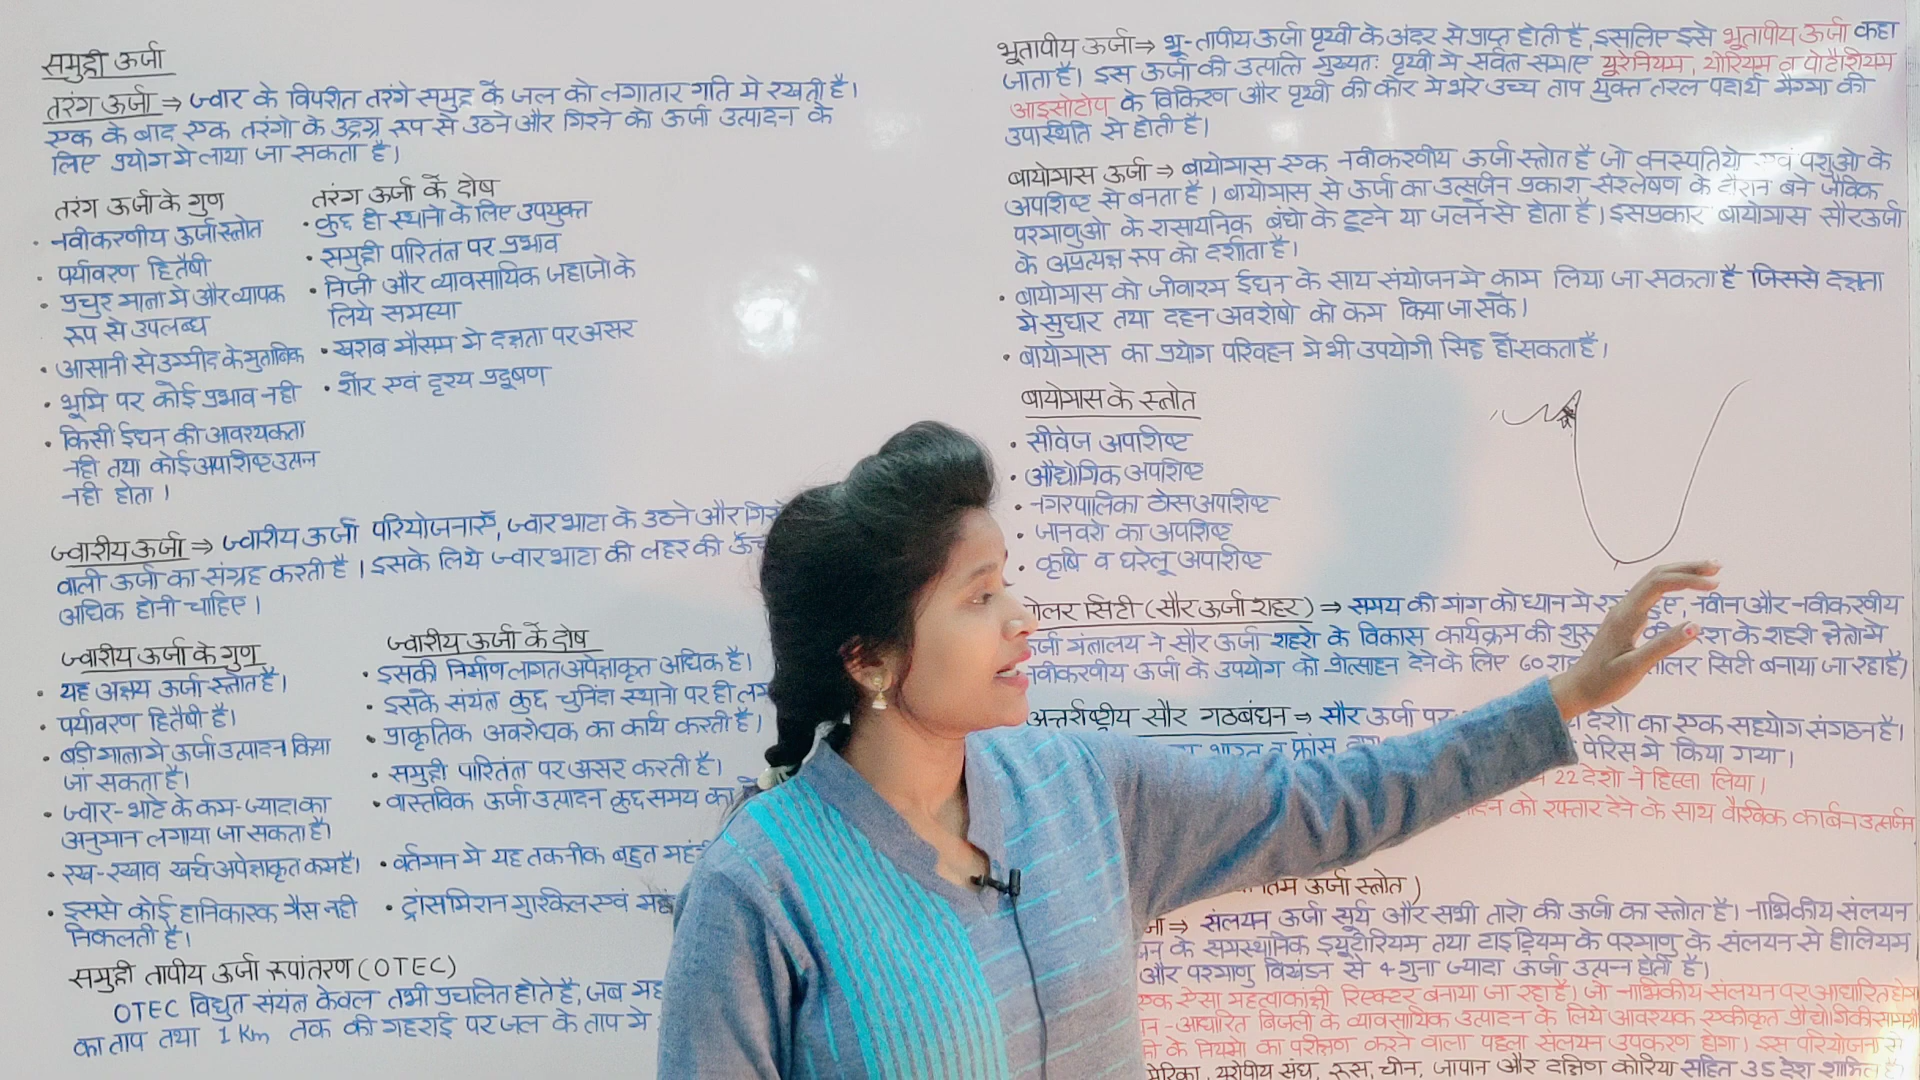 समुद्री ऊर्जा
तरंग ऊर्जा ⇒ ज्वार के विपरीत तरंगे समुद्र के जल को लगातार गति मे रखती है।
एक के बाद एक तरंगो के उद्रग्र रूप से उठने और गिरने को ऊर्जा उत्पादन के
लिए प्रयोग मे लाया जा सकता है।
तरंग ऊर्जा के गुण
• नवीकरणीय ऊर्जा स्तोत
• पर्यावरण हितैषी
• प्रचुर मात्रा मे और व्यापक
रूप से उपलब्ध
• आसानी से उम्मीद के मुताबिक
• भूमि पर कोई प्रभाव नही
• किसी ईधन की आवश्यकता
नही तथा कोई अपशिष्ट उत्पन्न
नही होता।
तरंग ऊर्जा के दोष
• कुछ ही स्थानो के लिए उपयुक्त
• समुद्री पारितंत्र पर प्रभाव
• निजी और व्यावसायिक जहाजो के
लिये समस्या
• खराब मौसम मे दक्षता पर असर
• शोर एवं दृश्य प्रदूषण
ज्वारीय ऊर्जा ⇒ ज्वारीय ऊर्जा परियोजनाएँ, ज्वारभाटा के उठने और
वाली ऊर्जा का संग्रह करती है। इसके लिये ज्वारभाटा की लहर की
अधिक होनी चाहिए।
ज्वारीय ऊर्जा के गुण
• यह अक्षय ऊर्जा स्तोत है।
• पर्यावरण हितैषी है।
• बडी मात्रा मे ऊर्जा उत्पादन किया
जा सकता है।
• ज्वार-भाटे के कम-ज्यादा का
अनुमान लगाया जा सकता है।
• रख-रखाव खर्च अपेक्षाकृत कम है।
• इससे कोई हानिकारक गैस नही
निकलती है।
ज्वारीय ऊर्जा के दोष
• इसकी निर्माण लागत अपेक्षाकृत अधिक है।
• इसके संयंत्र कुछ चुनिंदा स्थानो पर ही
• प्राकृतिक अवरोधक का कार्य करती है।
• समुद्री पारितंत्र पर असर करती है।
• वास्तविक ऊर्जा उत्पादन कुछ समय का
• वर्तमान मे यह तकनीक बहुत
• ट्रांसमिशन मुश्किल एवं
समुद्री तापीय ऊर्जा रूपांतरण (OTEC)
OTEC विद्युत संयंत्र केवल तभी प्रचलित होते है, जब
का ताप तथा 1 Km तक की गहराई पर जल के ताप मे
भूतापीय ऊर्जा ⇒ भू-तापीय ऊर्जा पृथ्वी के अंदर से प्राप्त होती है, इसलिए इसे भूतापीय ऊर्जा कहा
जाता है। इस ऊर्जा की उत्पत्ति मुख्यतः पृथ्वी मे सर्वत्र समाए यूरेनियम, थोरियम व पोटैशियम
आइसोटोप के विकिरण और पृथ्वी की कोर मे भरे उच्च ताप युक्त तरल पदार्थ मैग्मा की
उपस्थिति से होती है।
बायोमास ऊर्जा ⇒ बायोमास एक नवीकरणीय ऊर्जा स्तोत है जो वनस्पतियो एवं पशुओ के
अपशिष्ट से बनता है। बायोमास से ऊर्जा का उत्सर्जन प्रकाश-संश्लेषण के दौरान बने जैविक
परमाणुओ के रासायनिक बंधो के टूटने या जलने से होता है। इसप्रकार बायोमास सौर ऊर्जा
के अप्रत्यक्ष रूप को दर्शाता है।
• बायोमास को जीवाश्म ईधन के साथ संयोजन मे काम लिया जा सकता है जिससे दक्षता
मे सुधार तथा दहन अवशेषो को कम किया जा सके।
• बायोमास का प्रयोग परिवहन मे भी उपयोगी सिद्ध हो सकता है।
बायोमास के स्तोत
• सीवेज अपशिष्ट
• औद्योगिक अपशिष्ट
• नगरपालिका ठोस अपशिष्ट
• जानवरो का अपशिष्ट
• कृषि व घरेलू अपशिष्ट
सोलर सिटी (सौर ऊर्जा शहर) ⇒ समय की मांग को ध्यान मे हुए, नवीन और नवीकरणीय
ऊर्जा मंत्रालय ने सौर ऊर्जा शहरो के विकास कार्यक्रम की के शहरी क्षेत्रो मे
नवीकरणीय ऊर्जा के उपयोग को प्रोत्साहन देने के लिए 60 सोलर सिटी बनाया जा रहा है)
अन्तर्राष्ट्रीय सौर गठबंधन ⇒ सौर ऊर्जा पर देशो का एक सहयोग संगठन है।
भारत व फ्रांस पेरिस मे किया गया।
22 देशो ने हिस्सा लिया।
को रफ्तार देने के साथ वैश्विक कार्बन उत्सर्जन
ऊर्जा स्तोत)
⇒ संलयन ऊर्जा सूर्य और सभी तारो की ऊर्जा का स्तोत है। नाभिकीय संलयन
के समस्थानिक ड्यूटीरियम तथा टाइट्रियम के परमाणु के संलयन से हीलियम
और परमाणु विखंडन से 4 गुना ज्यादा ऊर्जा उत्पन्न होती है।
एक ऐसा महत्वाकांक्षी रिएक्टर बनाया जा रहा है। जो नाभिकीय संलयन पर आधारित
आधारित बिजली के व्यावसायिक उत्पादन के लिये आवश्यक एकीकृत प्रौद्योगिकी सामग्री
के नियमो का परीक्षण करने वाला पहला संलयन उपकरण होगा। इस परियोजना
यूरोपीय संघ, रूस, चीन, जापान और दक्षिण कोरिया सहित 35 देश शामिल है